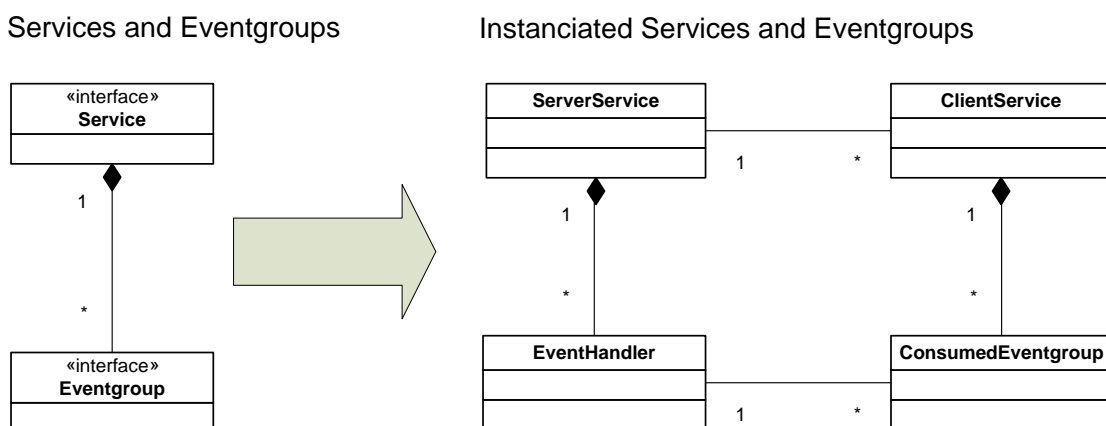 Services and Eventgroups
Instanciated Services and Eventgroups
«interface»
Service
1
*
«interface»
Eventgroup
ServerService
ClientService
1 *
1
1
*
*
EventHandler
ConsumedEventgroup
1 *